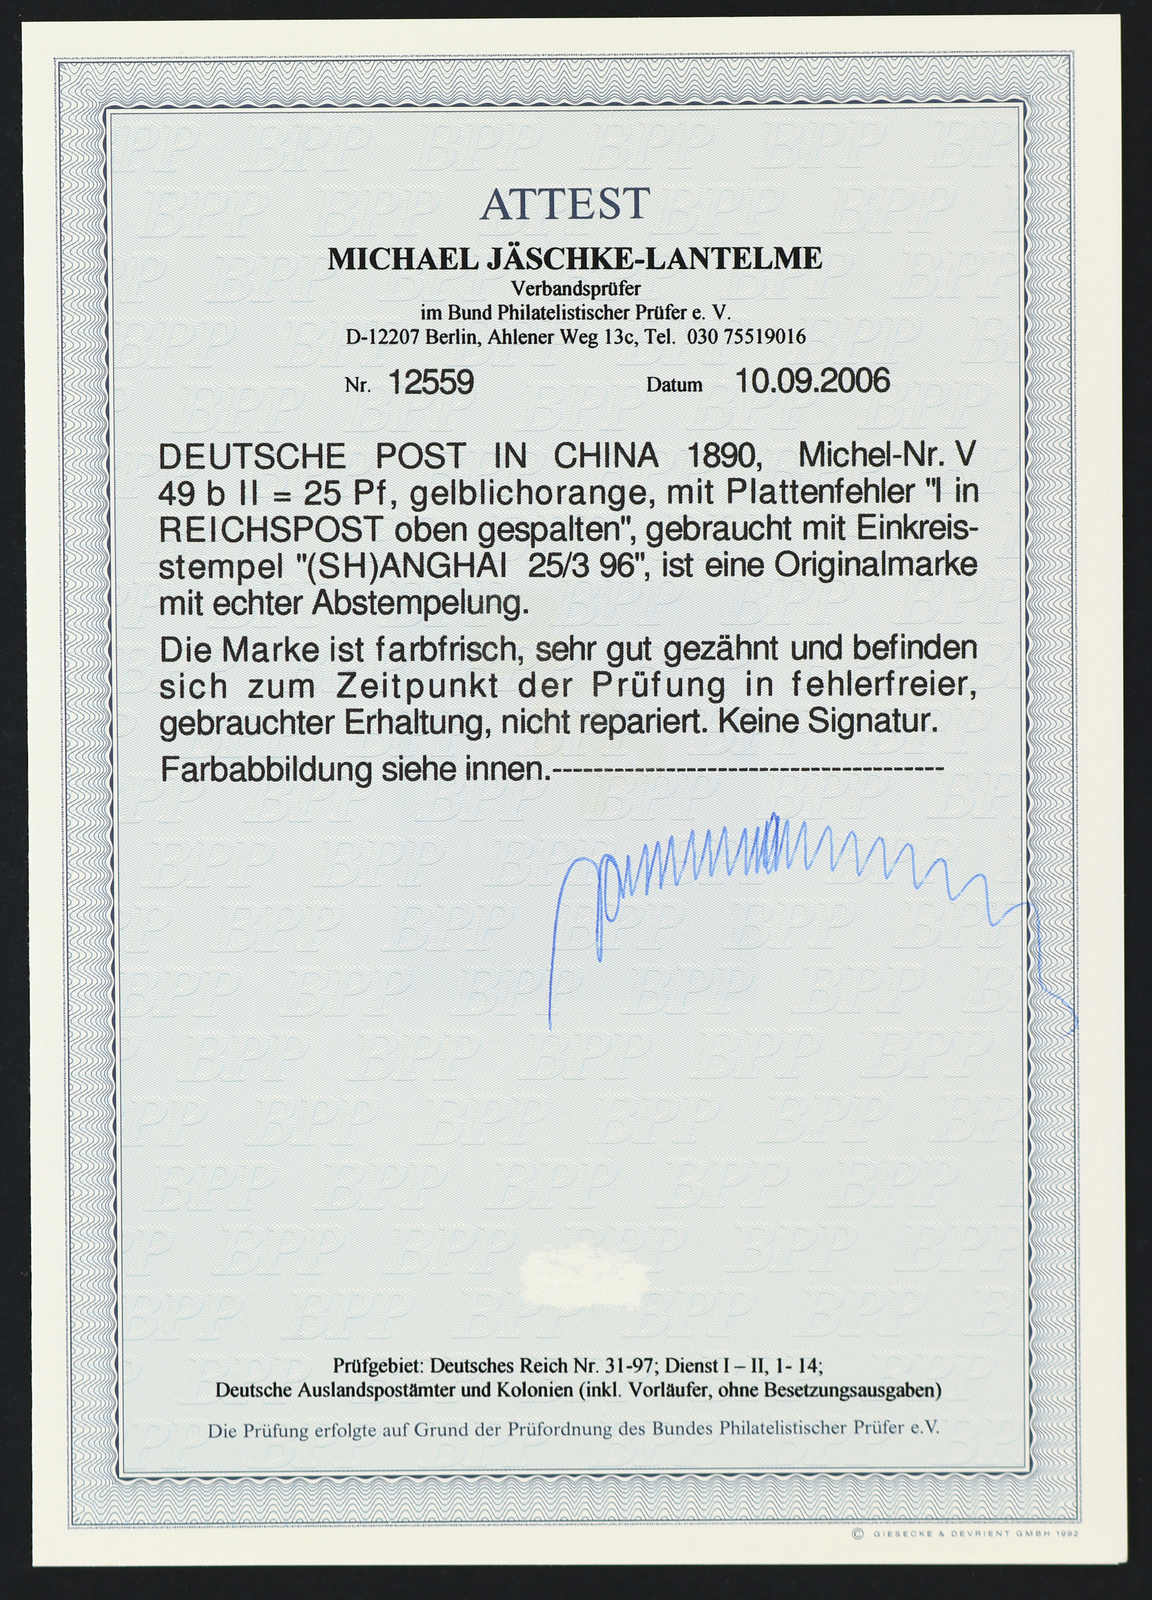 ATTEST
MICHAEL JÄSCHKE-LANTELME
Verbandsprüfer
im Bund Philatelistischer Prüfer e. V.
D-12207 Berlin, Ahlener Weg 13c, Tel. 030 75519016
Nr. 12559 Datum 10.09.2006
DEUTSCHE POST IN CHINA 1890, Michel-Nr. V
49 b II = 25 Pf, gelblichorange, mit Plattenfehler "I in
REICHSPOST oben gespalten", gebraucht mit Einkreis-
stempel "(SH)ANGHAI 25/3 96", ist eine Originalmarke
mit echter Abstempelung.
Die Marke ist farbfrisch, sehr gut gezähnt und befinden
sich zum Zeitpunkt der Prüfung in fehlerfreier,
gebrauchter Erhaltung, nicht repariert. Keine Signatur.
Farbabbildung siehe innen.---------------------------------------
Prüfgebiet: Deutsches Reich Nr. 31-97; Dienst I – II, 1- 14;
Deutsche Auslandspostämter und Kolonien (inkl. Vorläufer, ohne Besetzungsausgaben)
Die Prüfung erfolgte auf Grund der Prüfordnung des Bundes Philatelistischer Prüfer e.V.
© GIESECKE & DEVRIENT GMBH 1992